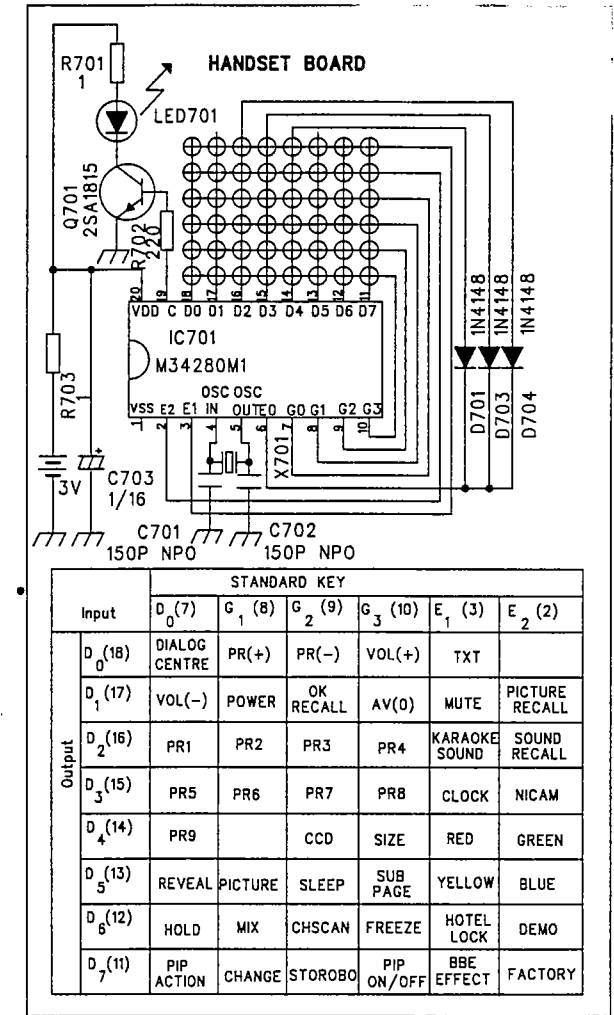 HANDSET BOARD
R701
1
LED701
Q701
2SA1815
R702
220
20 19 18 17 16 15 14 13 12 11
VDD C D0 D1 D2 D3 D4 D5 D6 D7
IC701
M34280M1
OSC OSC
VSS E2 E1 IN OUT E0 G0 G1 G2 G3
1 2 3 4 5 6 7 8 9 10
X701
1N4148
1N4148
1N4148
D701
D703
D704
R703
1
3V
C703
1/16
C701
150P NPO
C702
150P NPO
STANDARD KEY
Input D0(7) G1(8) G2(9) G3(10) E1(3) E2(2)
Output
D0(18) DIALOG CENTRE PR(+) PR(-) VOL(+) TXT
D1(17) VOL(-) POWER OK RECALL AV(0) MUTE PICTURE RECALL
D2(16) PR1 PR2 PR3 PR4 KARAOKE SOUND SOUND RECALL
D3(15) PR5 PR6 PR7 PR8 CLOCK NICAM
D4(14) PR9 CCD SIZE RED GREEN
D5(13) REVEAL PICTURE SLEEP SUB PAGE YELLOW BLUE
D6(12) HOLD MIX CHSCAN FREEZE HOTEL LOCK DEMO
D7(11) PIP ACTION CHANGE STOROBO PIP ON/OFF BBE EFFECT FACTORY